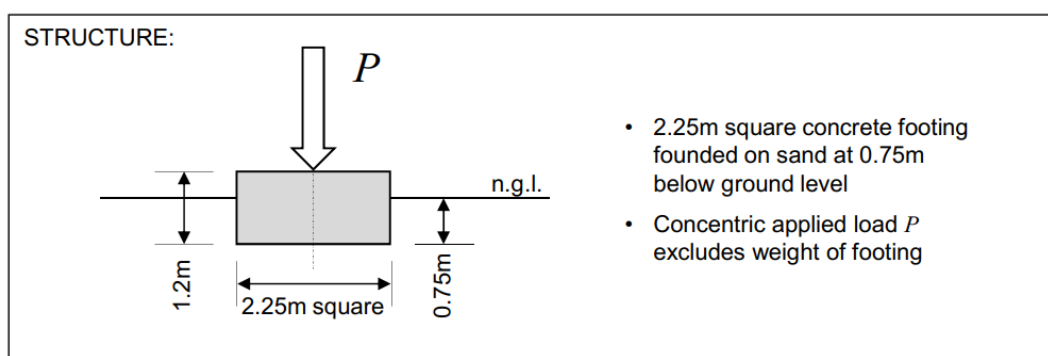 STRUCTURE:
P
n.g.l.
1.2m
2.25m square
0.75m
• 2.25m square concrete footing
founded on sand at 0.75m
below ground level
• Concentric applied load P
excludes weight of footing